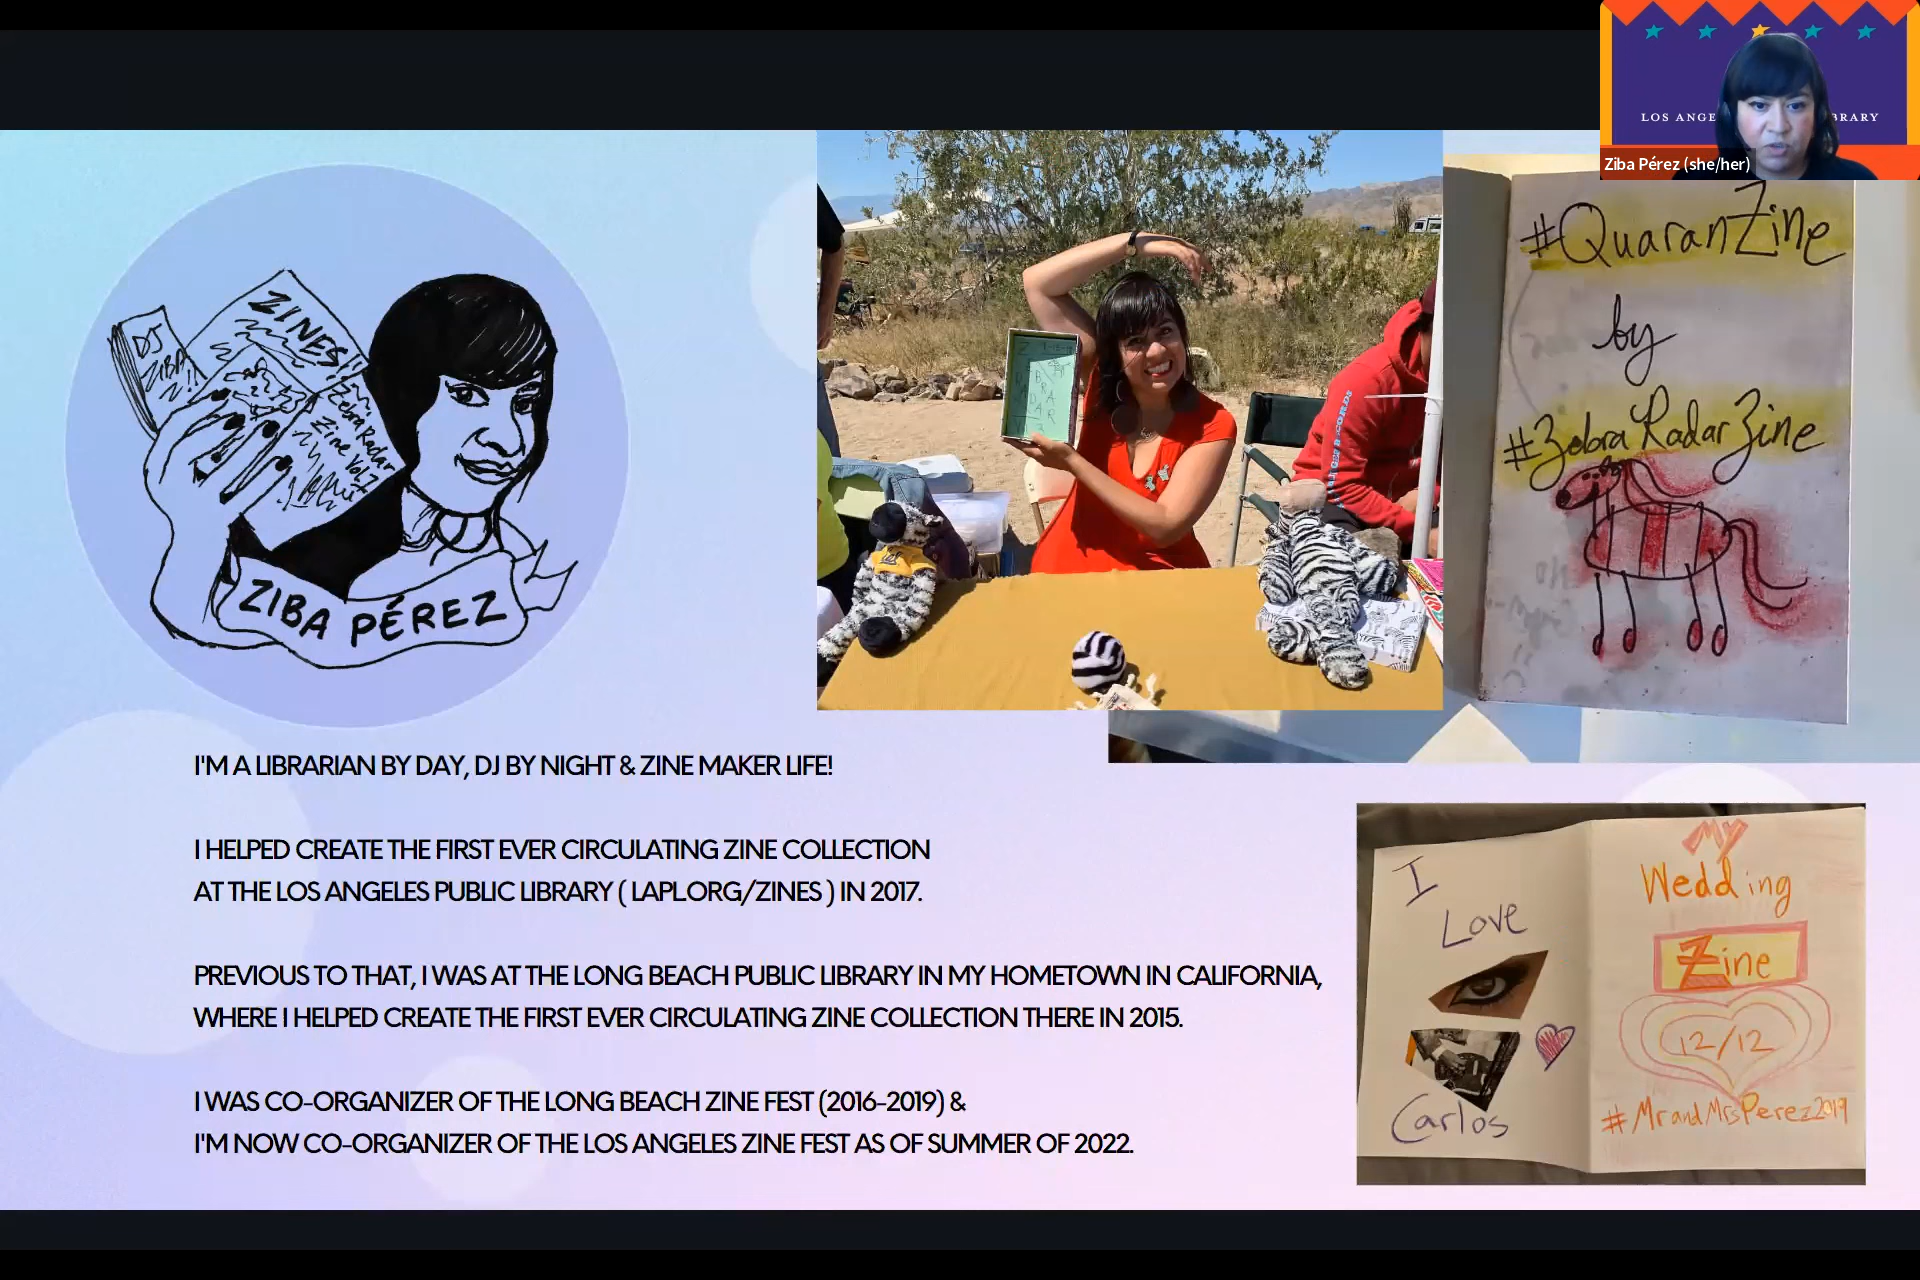 LOS ANGE BRARY
Ziba Pérez (she/her)
ZINES!!
DJ
ZIBA
Zebra Radar
Zine Vol.7
ZIBA PÉREZ
#QuaranZine
by
#ZebraRadarZine
I'M A LIBRARIAN BY DAY, DJ BY NIGHT & ZINE MAKER LIFE!
I HELPED CREATE THE FIRST EVER CIRCULATING ZINE COLLECTION
AT THE LOS ANGELES PUBLIC LIBRARY ( LAPL.ORG/ZINES ) IN 2017.
PREVIOUS TO THAT, I WAS AT THE LONG BEACH PUBLIC LIBRARY IN MY HOMETOWN IN CALIFORNIA,
WHERE I HELPED CREATE THE FIRST EVER CIRCULATING ZINE COLLECTION THERE IN 2015.
I WAS CO-ORGANIZER OF THE LONG BEACH ZINE FEST (2016-2019) &
I'M NOW CO-ORGANIZER OF THE LOS ANGELES ZINE FEST AS OF SUMMER OF 2022.
I
Love
Carlos
My
Wedding
Zine
12/12
#MrandMrsPerez2019